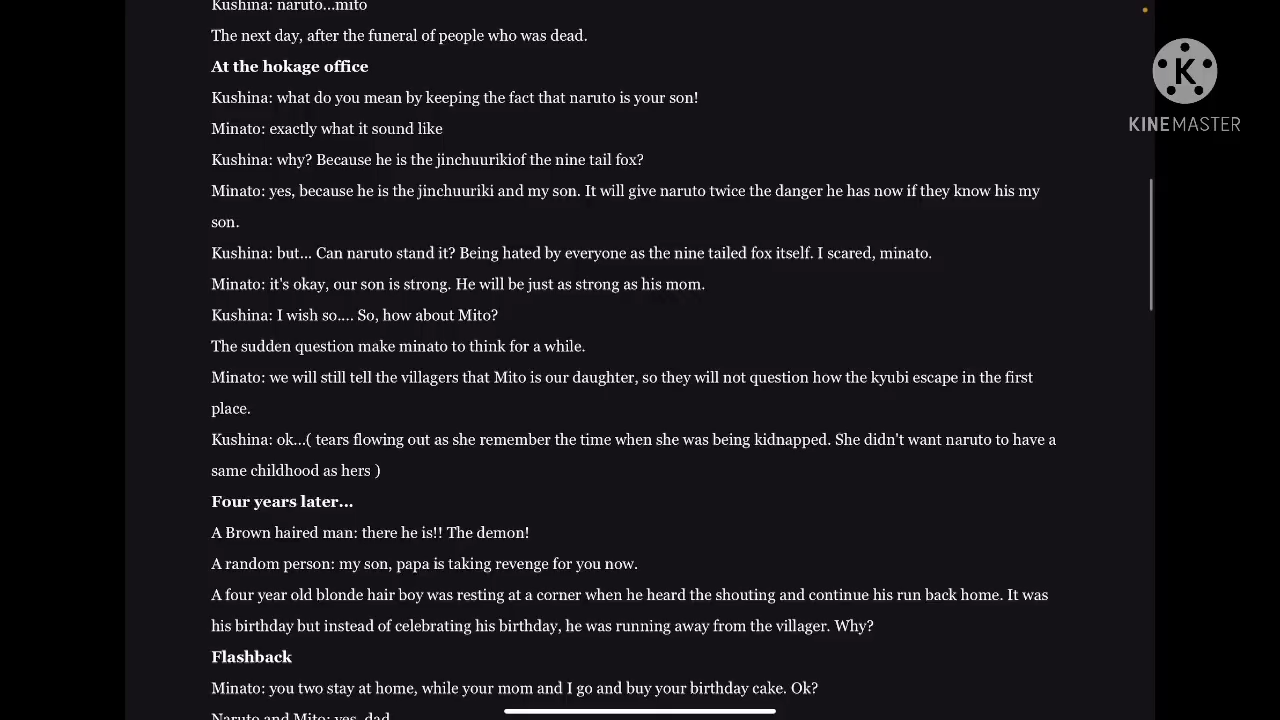 Kushina: naruto...mito
The next day, after the funeral of people who was dead.
At the hokage office
Kushina: what do you mean by keeping the fact that naruto is your son!
Minato: exactly what it sound like
Kushina: why? Because he is the jinchuurikiof the nine tail fox?
Minato: yes, because he is the jinchuuriki and my son. It will give naruto twice the danger he has now if they know his my
son.
Kushina: but... Can naruto stand it? Being hated by everyone as the nine tailed fox itself. I scared, minato.
Minato: it's okay, our son is strong. He will be just as strong as his mom.
Kushina: I wish so.... So, how about Mito?
The sudden question make minato to think for a while.
Minato: we will still tell the villagers that Mito is our daughter, so they will not question how the kyubi escape in the first
place.
Kushina: ok...( tears flowing out as she remember the time when she was being kidnapped. She didn't want naruto to have a
same childhood as hers )
Four years later...
A Brown haired man: there he is!! The demon!
A random person: my son, papa is taking revenge for you now.
A four year old blonde hair boy was resting at a corner when he heard the shouting and continue his run back home. It was
his birthday but instead of celebrating his birthday, he was running away from the villager. Why?
Flashback
Minato: you two stay at home, while your mom and I go and buy your birthday cake. Ok?
Naruto and Mito: yes, dad
K
KINEMASTER